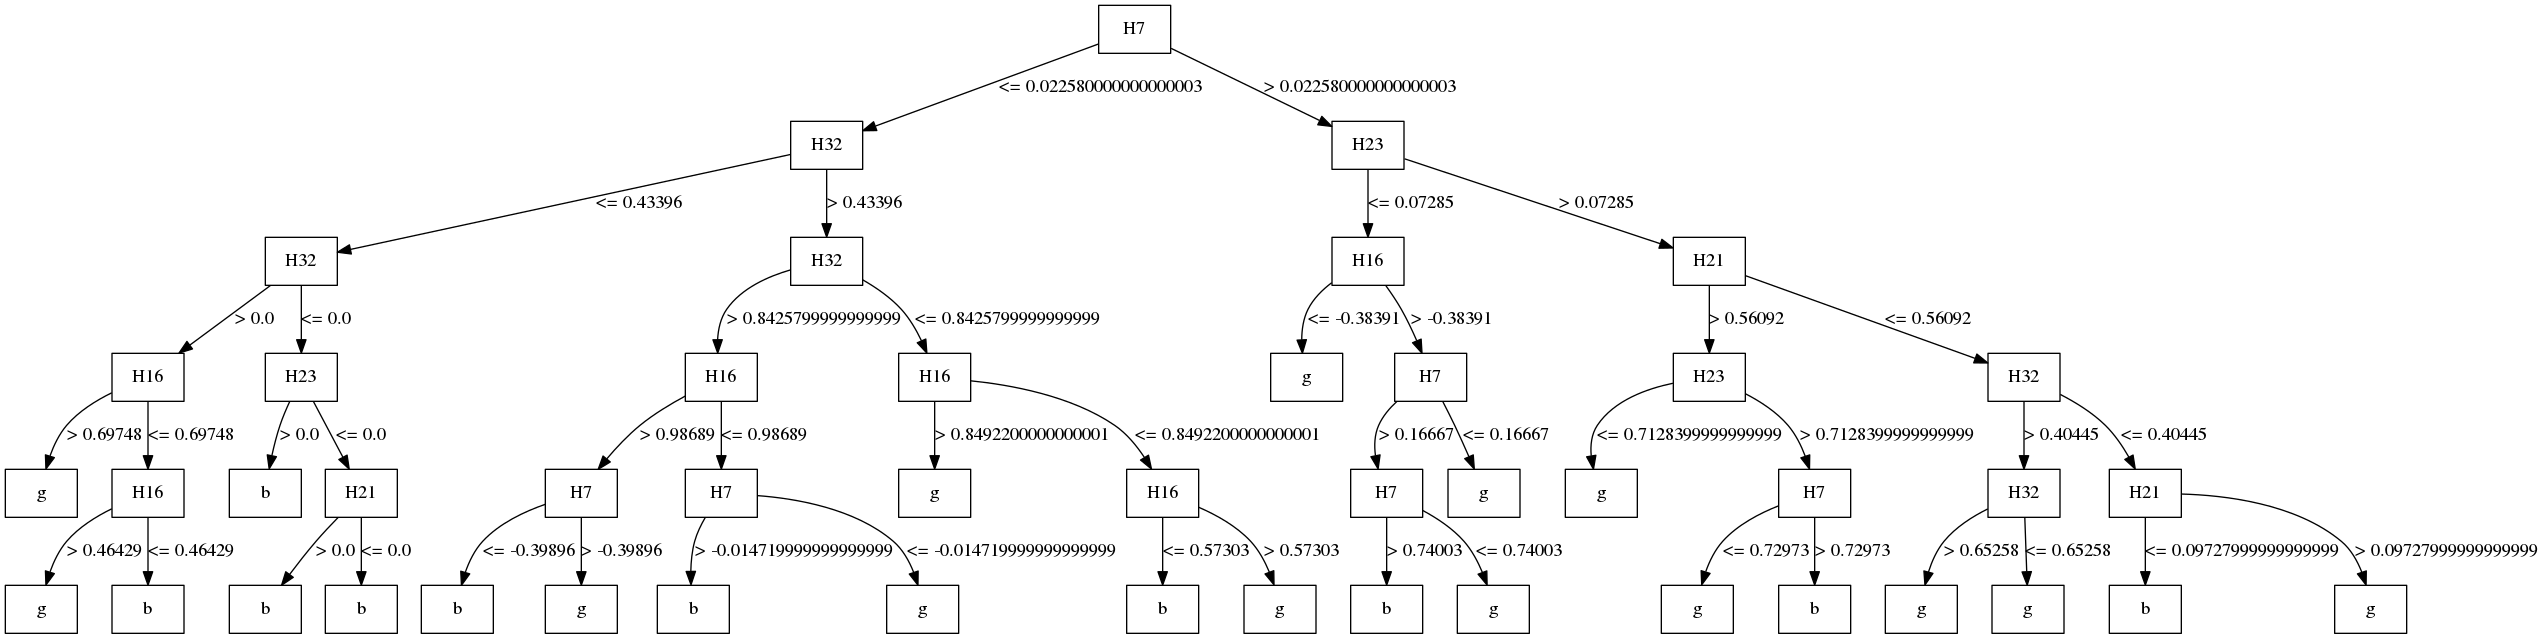 H7
<= 0.022580000000000003
> 0.022580000000000003
H32
H23
<= 0.43396
> 0.43396
<= 0.07285
> 0.07285
H32
H32
H16
H21
> 0.0
<= 0.0
> 0.8425799999999999
<= 0.8425799999999999
<= -0.38391
> -0.38391
> 0.56092
<= 0.56092
H16
H23
H16
H16
g
H7
H23
H32
> 0.69748
<= 0.69748
> 0.0
<= 0.0
> 0.98689
<= 0.98689
> 0.8492200000000001
<= 0.8492200000000001
> 0.16667
<= 0.16667
<= 0.7128399999999999
> 0.7128399999999999
> 0.40445
<= 0.40445
g
H16
b
H21
H7
H7
g
H16
H7
g
g
H7
H32
H21
> 0.46429
<= 0.46429
> 0.0
<= 0.0
<= -0.39896
> -0.39896
> -0.014719999999999999
<= -0.014719999999999999
<= 0.57303
> 0.57303
> 0.74003
<= 0.74003
<= 0.72973
> 0.72973
> 0.65258
<= 0.65258
<= 0.09727999999999999
> 0.09727999999999999
g
b
b
b
b
g
b
g
b
g
b
g
g
b
g
g
b
g